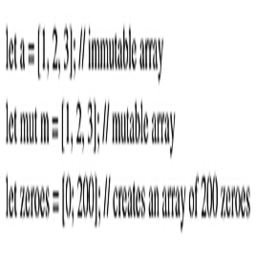 let a = [1, 2, 3]; // immutable array
let mut m = [1, 2, 3]; // mutable array
let zeroes = [0; 200]; // creates an array of 200 zeroes